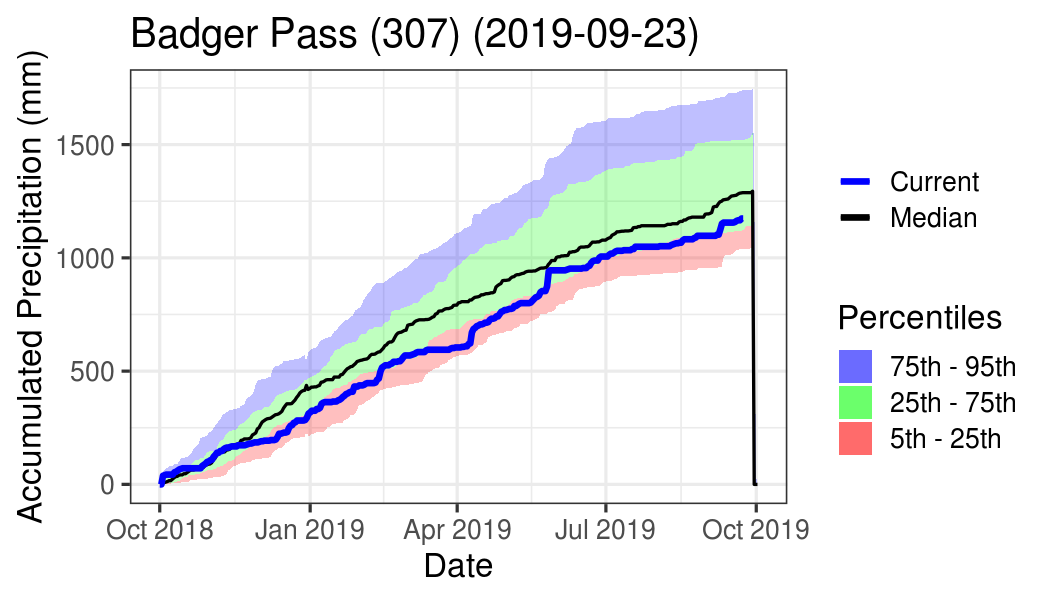 Badger Pass (307) (2019-09-23)
Accumulated Precipitation (mm)
1500
1000
500
0
Oct 2018
Jan 2019
Apr 2019
Jul 2019
Oct 2019
Date
Current
Median
Percentiles
75th - 95th
25th - 75th
5th - 25th